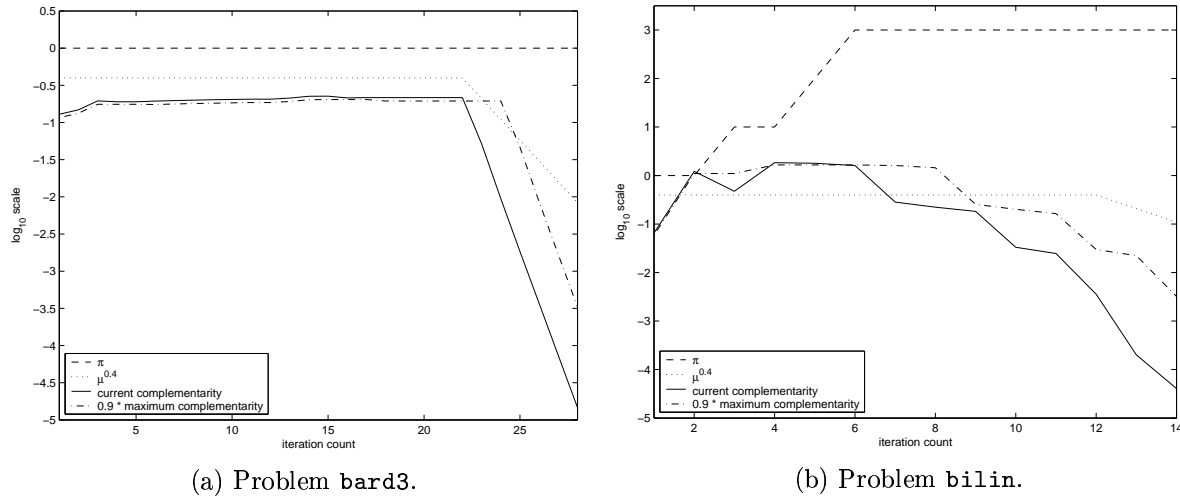 0.5
0
−0.5
−1
−1.5
−2
−2.5
−3
−3.5
−4
−4.5
−5
log10 scale
5
10
15
20
25
iteration count
π
μ^0.4
current complementarity
0.9 * maximum complementarity
(a) Problem bard3.
3
2
1
0
−1
−2
−3
−4
−5
log10 scale
2
4
6
8
10
12
14
iteration count
π
μ^0.4
current complementarity
0.9 * maximum complementarity
(b) Problem bilin.